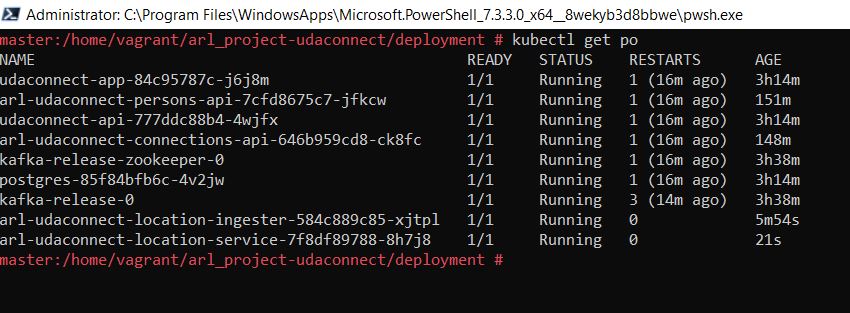 Administrator: C:\Program Files\WindowsApps\Microsoft.PowerShell_7.3.3.0_x64__8wekyb3d8bbwe\pwsh.exe
master:/home/vagrant/arl_project-udaconnect/deployment # kubectl get po
NAME READY STATUS RESTARTS AGE
udaconnect-app-84c95787c-j6j8m 1/1 Running 1 (16m ago) 3h14m
arl-udaconnect-persons-api-7cfd8675c7-jfkcw 1/1 Running 1 (16m ago) 151m
udaconnect-api-777ddc88b4-4wjfx 1/1 Running 1 (16m ago) 3h14m
arl-udaconnect-connections-api-646b959cd8-ck8fc 1/1 Running 1 (16m ago) 148m
kafka-release-zookeeper-0 1/1 Running 1 (16m ago) 3h38m
postgres-85f84bfb6c-4v2jw 1/1 Running 1 (16m ago) 3h14m
kafka-release-0 1/1 Running 3 (14m ago) 3h38m
arl-udaconnect-location-ingester-584c889c85-xjtpl 1/1 Running 0 5m54s
arl-udaconnect-location-service-7f8df89788-8h7j8 1/1 Running 0 21s
master:/home/vagrant/arl_project-udaconnect/deployment #